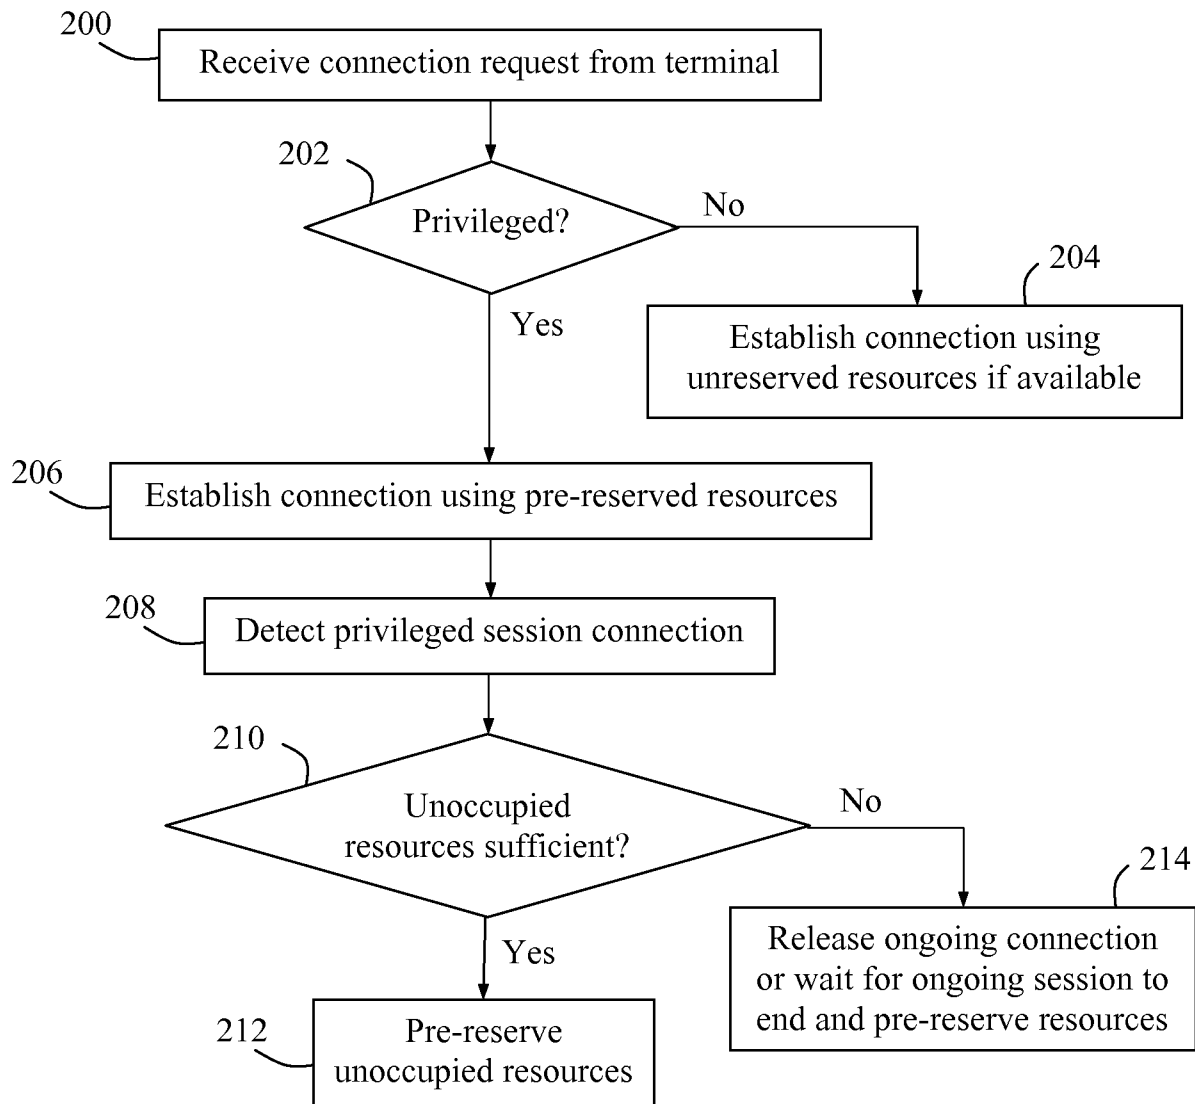 200
Receive connection request from terminal
202
Privileged?
No
204
Yes
Establish connection using
unreserved resources if available
206
Establish connection using pre-reserved resources
208
Detect privileged session connection
210
Unoccupied
resources sufficient?
No
214
Yes
Release ongoing connection
or wait for ongoing session to
end and pre-reserve resources
212
Pre-reserve
unoccupied resources